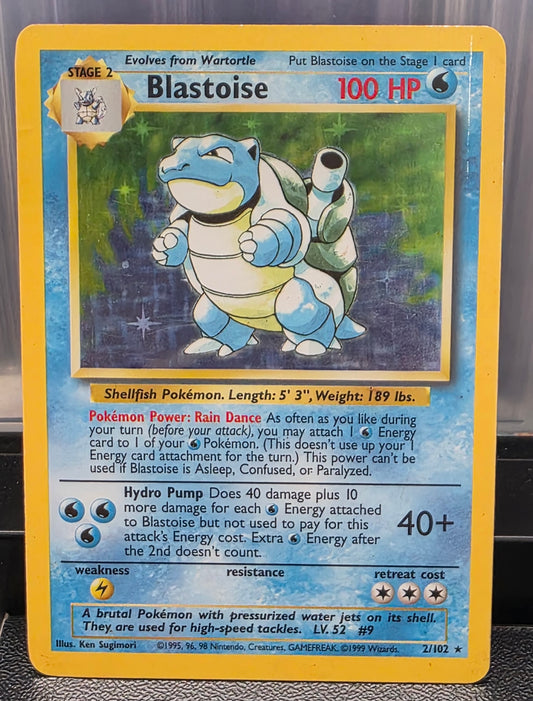 Evolves from Wartortle Put Blastoise on the Stage 1 card
STAGE 2
Blastoise 100 HP
Shellfish Pokémon. Length: 5' 3", Weight: 189 lbs.
Pokémon Power: Rain Dance As often as you like during
your turn (before your attack), you may attach 1 Energy
card to 1 of your Pokémon. (This doesn't use up your 1
Energy card attachment for the turn.) This power can't be
used if Blastoise is Asleep, Confused, or Paralyzed.
Hydro Pump Does 40 damage plus 10
more damage for each Energy attached
to Blastoise but not used to pay for this
attack's Energy cost. Extra Energy after
the 2nd doesn't count.
40+
weakness resistance retreat cost
A brutal Pokémon with pressurized water jets on its shell.
They are used for high-speed tackles. LV. 52 #9
Illus. Ken Sugimori ©1995, 96, 98 Nintendo, Creatures, GAMEFREAK. ©1999 Wizards. 2/102 ★